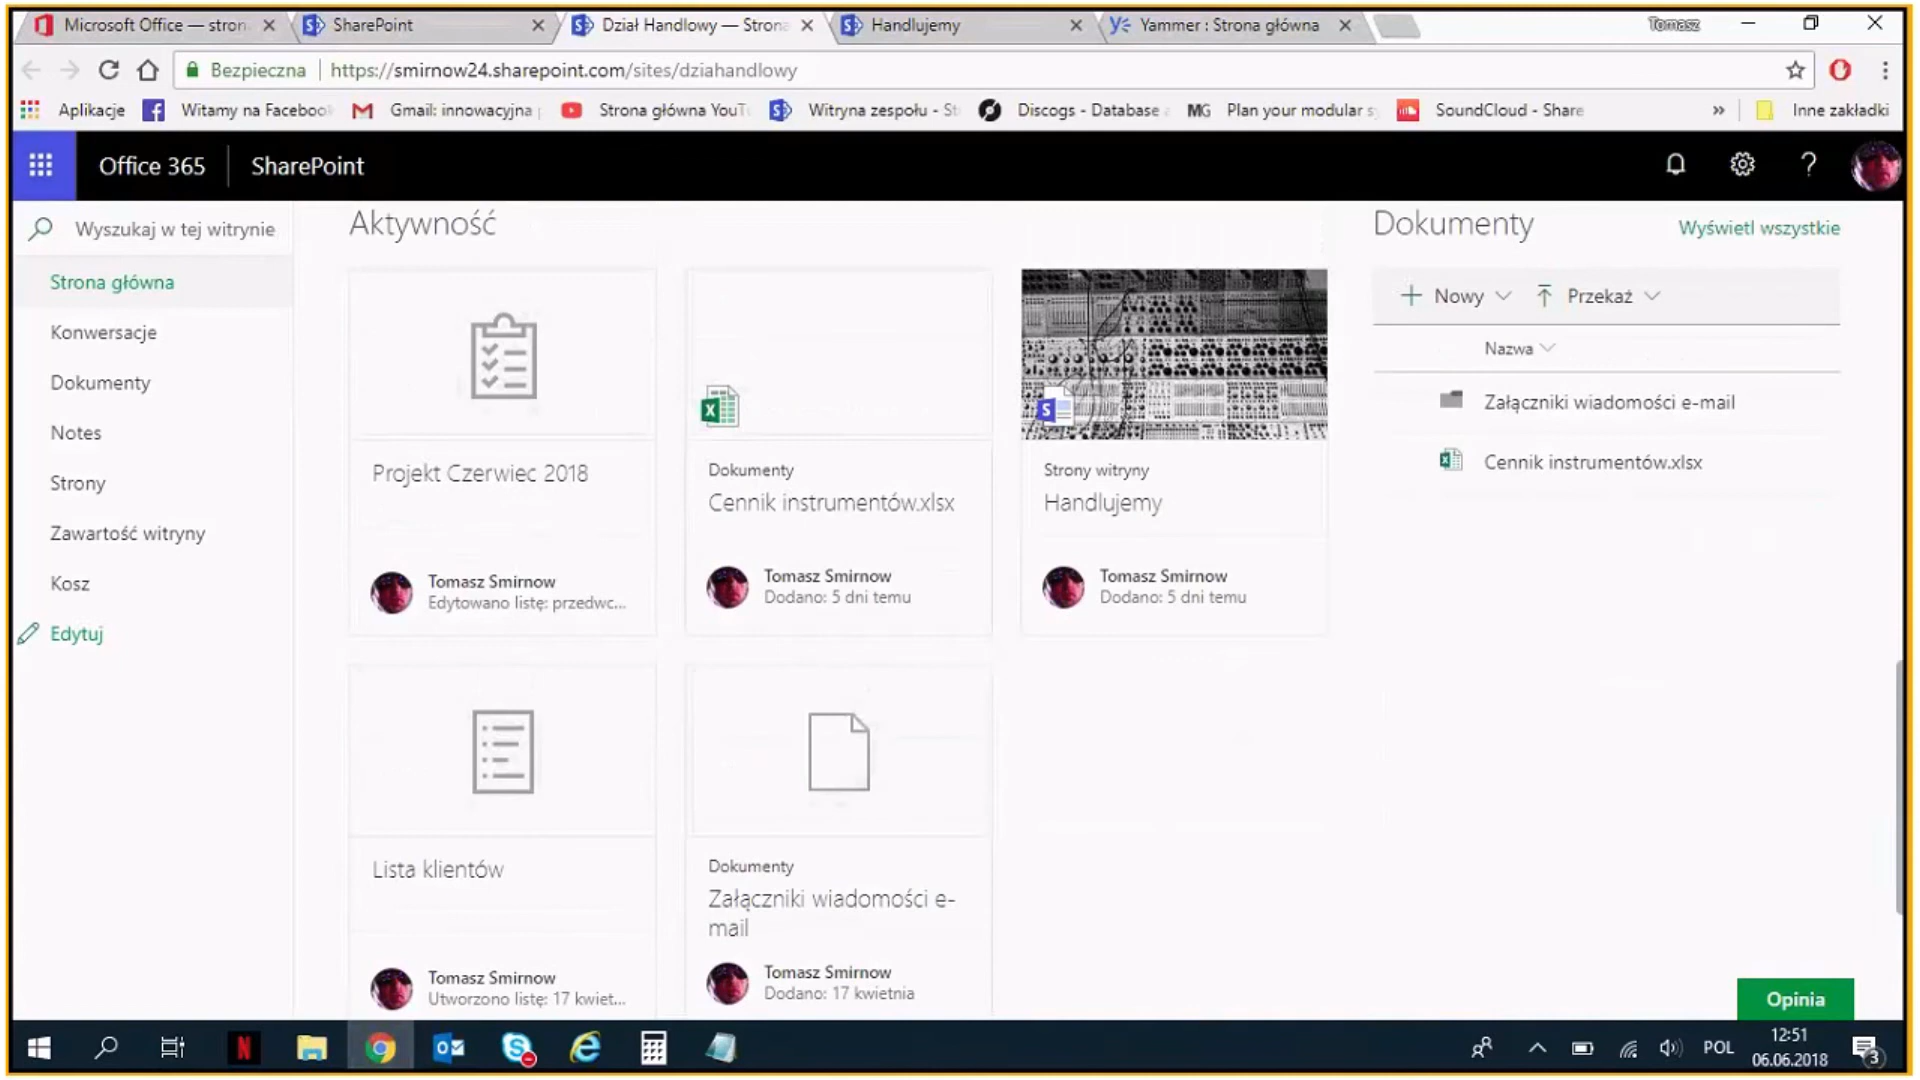 Microsoft Office — stron
SharePoint
Dział Handlowy — Strona
Handlujemy
Yammer : Strona główna
Tomasz
Bezpieczna
https://smirnow24.sharepoint.com/sites/dziahandlowy
Aplikacje
Witamy na Facebook
Gmail: innowacyjna
Strona główna YouT
Witryna zespołu - St
Discogs - Database
MG
Plan your modular sy
SoundCloud - Share
»
Inne zakładki
Office 365
SharePoint
?
Wyszukaj w tej witrynie
Strona główna
Konwersacje
Dokumenty
Notes
Strony
Zawartość witryny
Kosz
Edytuj
Aktywność
Projekt Czerwiec 2018
Tomasz Smirnow
Edytowano listę: przedwc...
Dokumenty
Cennik instrumentów.xlsx
Tomasz Smirnow
Dodano: 5 dni temu
Strony witryny
Handlujemy
Tomasz Smirnow
Dodano: 5 dni temu
Lista klientów
Tomasz Smirnow
Utworzono listę: 17 kwiet...
Dokumenty
Załączniki wiadomości e-
mail
Tomasz Smirnow
Dodano: 17 kwietnia
Dokumenty
Wyświetl wszystkie
Nowy
Przekaż
Nazwa
Załączniki wiadomości e-mail
Cennik instrumentów.xlsx
Opinia
POL
12:51
06.06.2018
3